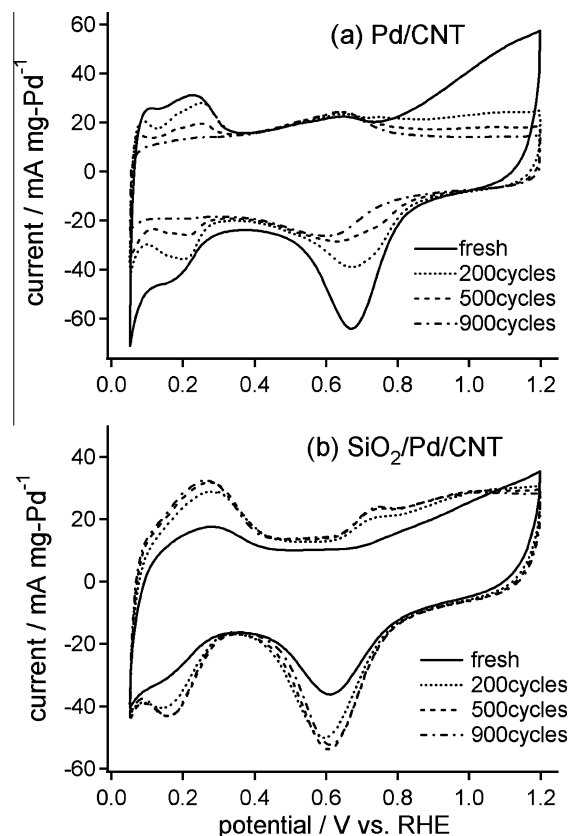 (a) Pd/CNT
60
40
20
0
-20
-40
-60
current / mA mg-Pd⁻¹
fresh
200cycles
500cycles
900cycles
0.0 0.2 0.4 0.6 0.8 1.0 1.2
(b) SiO₂/Pd/CNT
40
20
0
-20
-40
-60
current / mA mg-Pd⁻¹
fresh
200cycles
500cycles
900cycles
0.0 0.2 0.4 0.6 0.8 1.0 1.2
potential / V vs. RHE